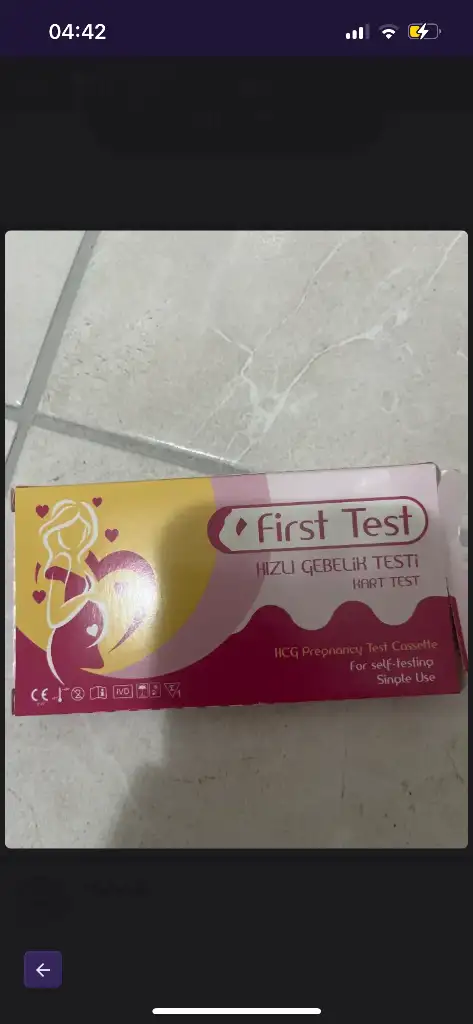 04:42
First Test
HIZLI GEBELİK TESTİ
KART TEST
HCG Pregnancy Test Cassette
For self-testing
Single Use
CE
2
IVD